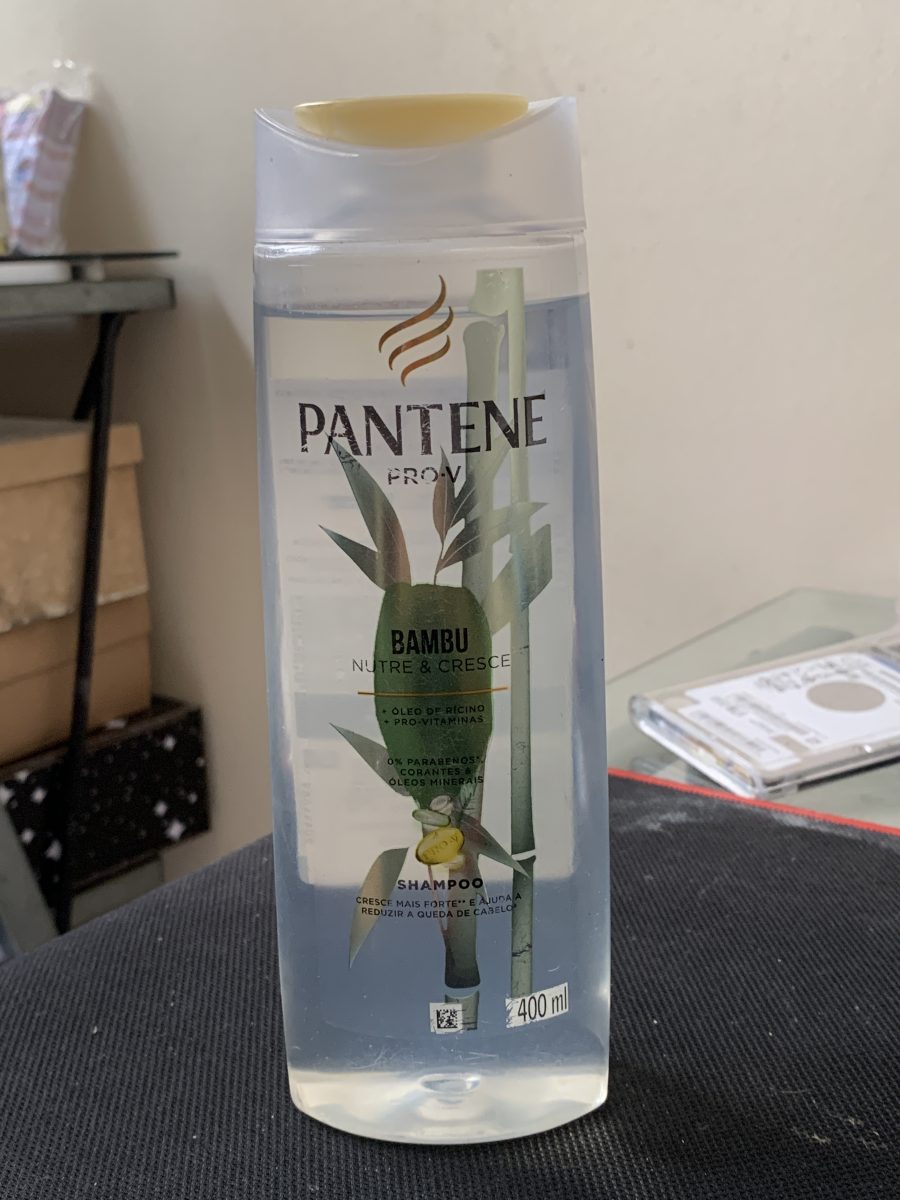 PANTENE
PRO-V
BAMBU
NUTRE & CRESCE
+ ÓLEO DE RÍCINO
+ PRO-VITAMINAS
0% PARABENOS*,
CORANTES &
ÓLEOS MINERAIS
PRO-V
SHAMPOO
CRESCE MAIS FORTE** E AJUDA A
REDUZIR A QUEDA DE CABELO*
400 ml